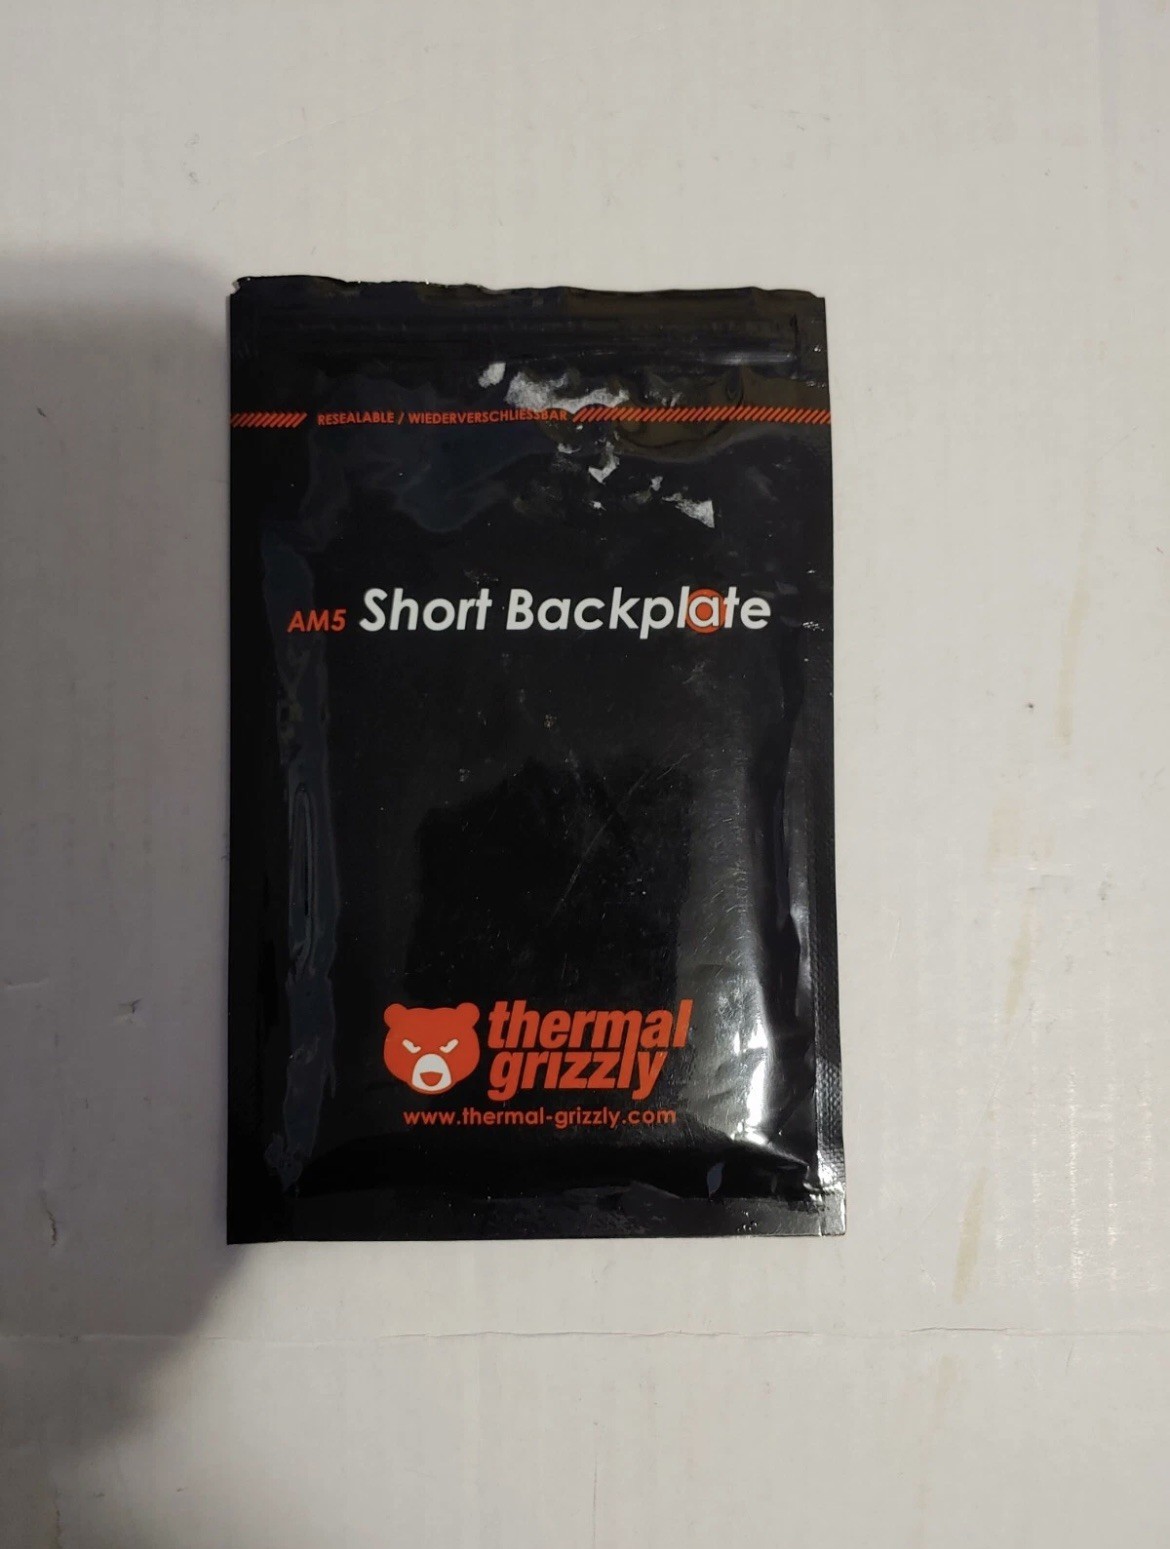 RESEALABLE / WIEDERVERSCHLIESSBAR
AM5 Short Backplate
thermal
grizzly
www.thermal-grizzly.com